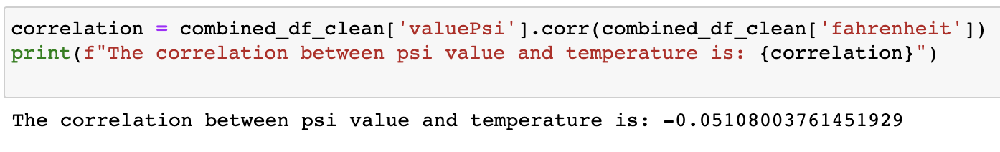 correlation = combined_df_clean['valuePsi'].corr(combined_df_clean['fahrenheit'])
print(f"The correlation between psi value and temperature is: {correlation}")
The correlation between psi value and temperature is: -0.05108003761451929